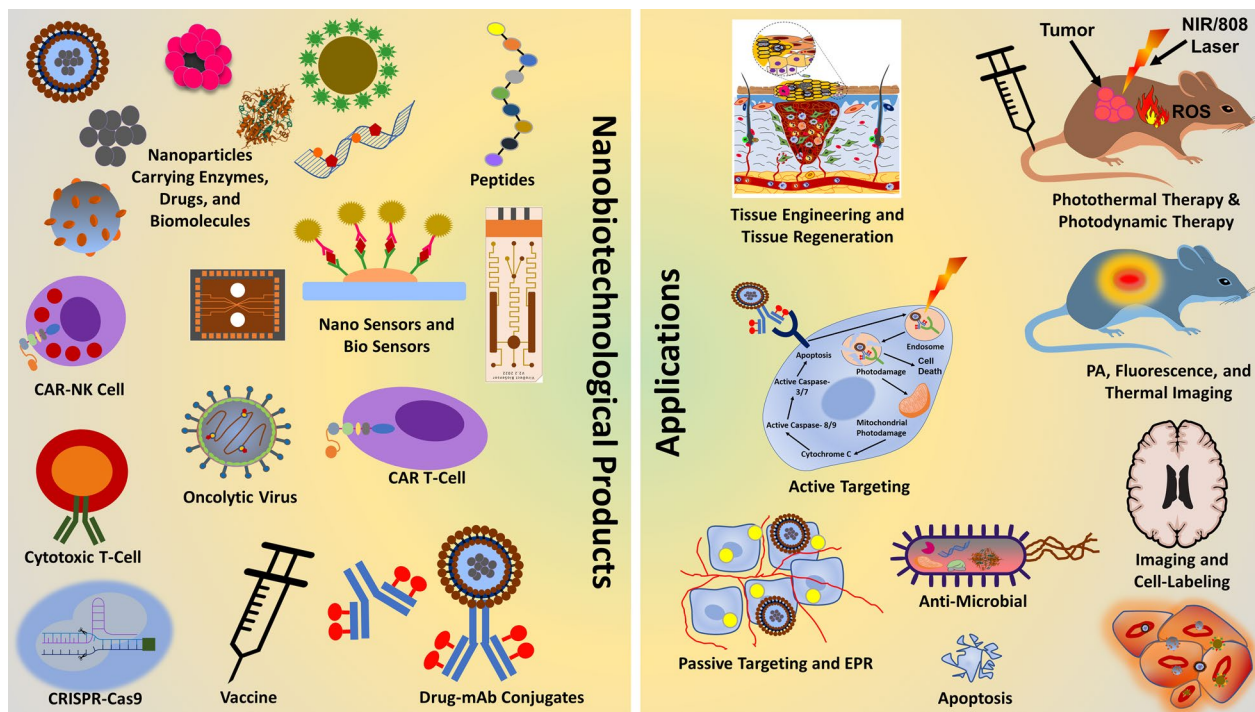 Nanoparticles
Carrying Enzymes,
Drugs, and
Biomolecules
Peptides
Nano Sensors and
Bio Sensors
CAR-NK Cell
Oncolytic Virus
CAR T-Cell
Cytotoxic T-Cell
CRISPR-Cas9
Vaccine
Drug-mAb Conjugates
Nanobiotechnological Products
Applications
Tissue Engineering and
Tissue Regeneration
Tumor
NIR/808
Laser
ROS
Photothermal Therapy &
Photodynamic Therapy
PA, Fluorescence, and
Thermal Imaging
Endosome
Apoptosis
Cell
Death
Photodamage
Active Caspase-
3/7
Active Caspase- 8/9
Mitochondrial
Photodamage
Cytochrome C
Active Targeting
Imaging and
Cell-Labeling
Anti-Microbial
Passive Targeting and EPR
Apoptosis